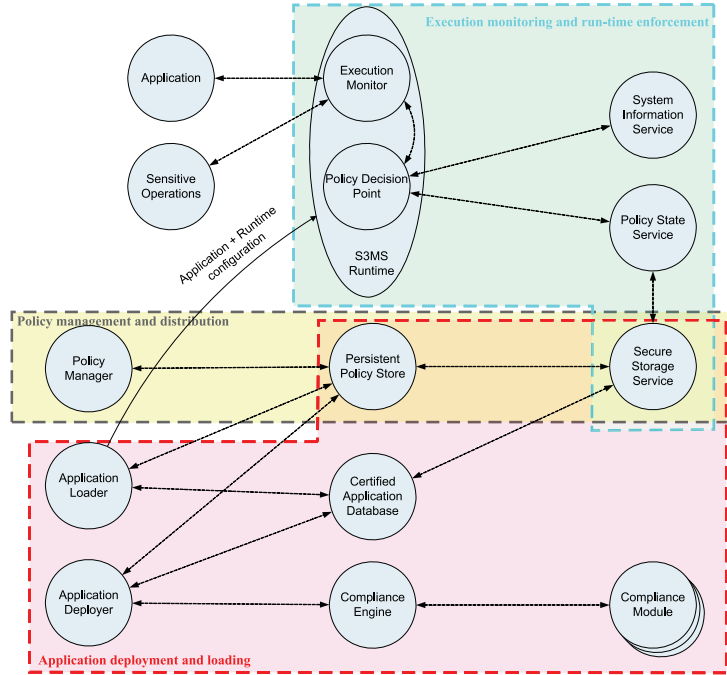 Execution monitoring and run-time enforcement
Application
Execution
Monitor
System
Information
Service
Sensitive
Operations
Policy Decision
Point
Policy State
Service
Application + Runtime
configuration
S3MS
Runtime
Policy management and distribution
Policy
Manager
Persistent
Policy Store
Secure
Storage
Service
Application
Loader
Certified
Application
Database
Application
Deployer
Compliance
Engine
Compliance
Module
Application deployment and loading